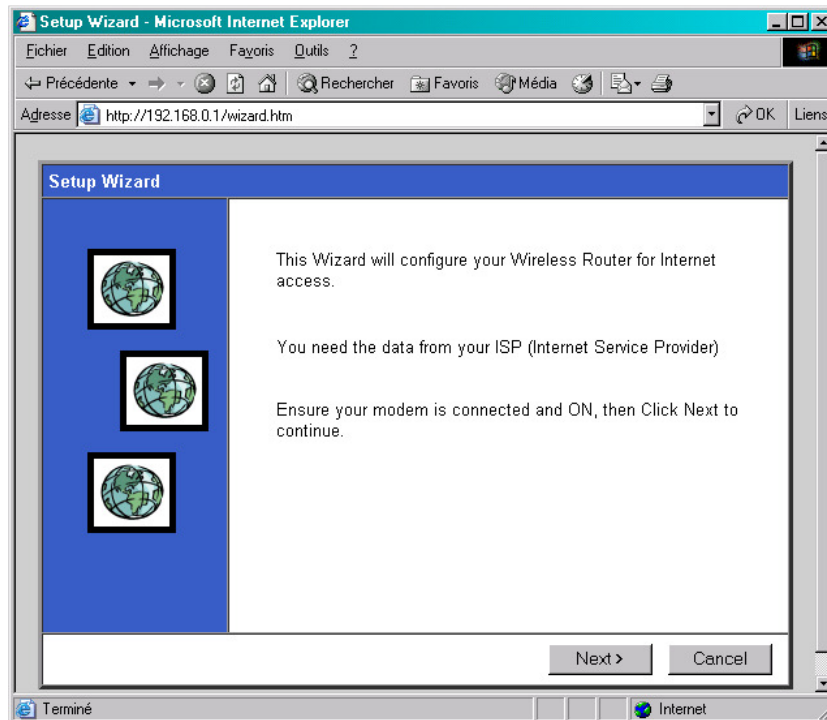 Setup Wizard - Microsoft Internet Explorer
Fichier Edition Affichage Favoris Outils ?
Précédente Rechercher Favoris Média
Adresse http://192.168.0.1/wizard.htm OK Liens
Setup Wizard
This Wizard will configure your Wireless Router for Internet
access.
You need the data from your ISP (Internet Service Provider)
Ensure your modem is connected and ON, then Click Next to
continue.
Next> Cancel
Terminé Internet